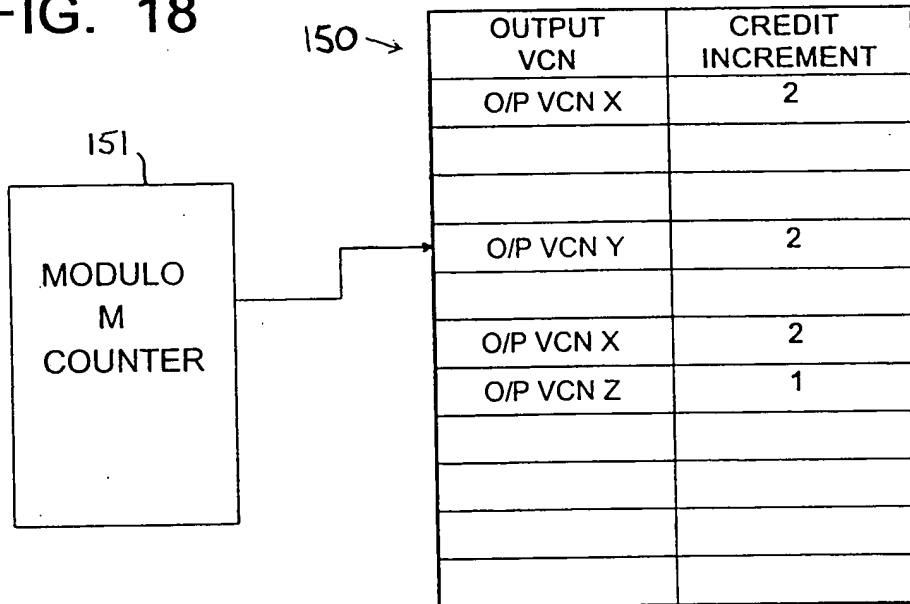 FIG. 18
150
OUTPUT VCN
CREDIT INCREMENT
O/P VCN X 2
151
O/P VCN Y 2
MODULO
M
COUNTER
O/P VCN X 2
O/P VCN Z 1